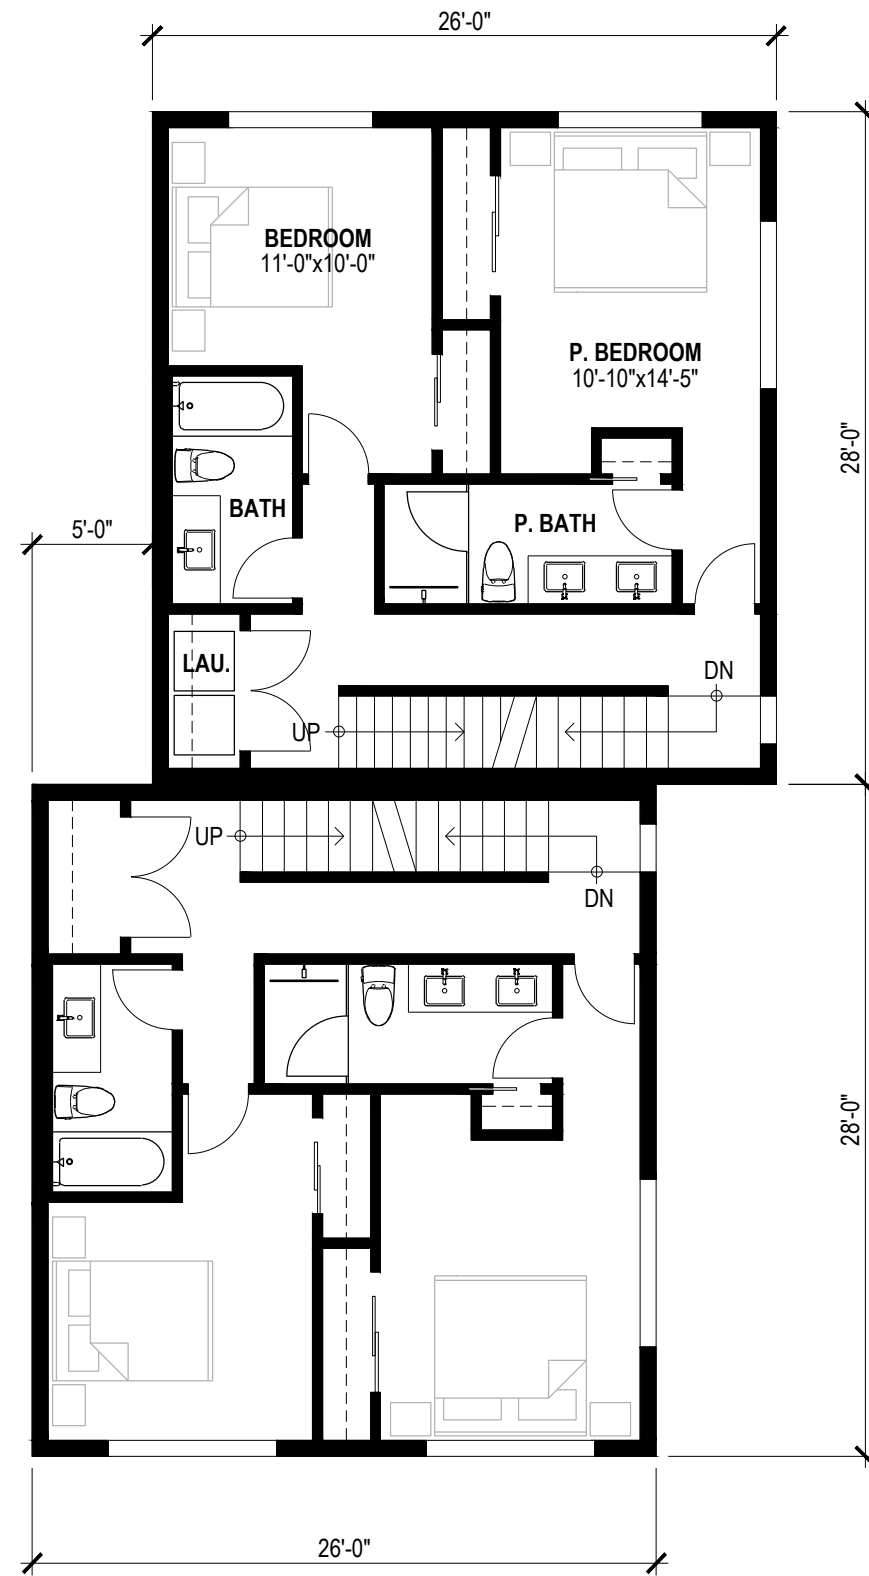 26'-0"
BEDROOM
11'-0"x10'-0"
P. BEDROOM
10'-10"x14'-5"
28'-0"
BATH
P. BATH
5'-0"
LAU.
DN
UP
UP
DN
28'-0"
26'-0"